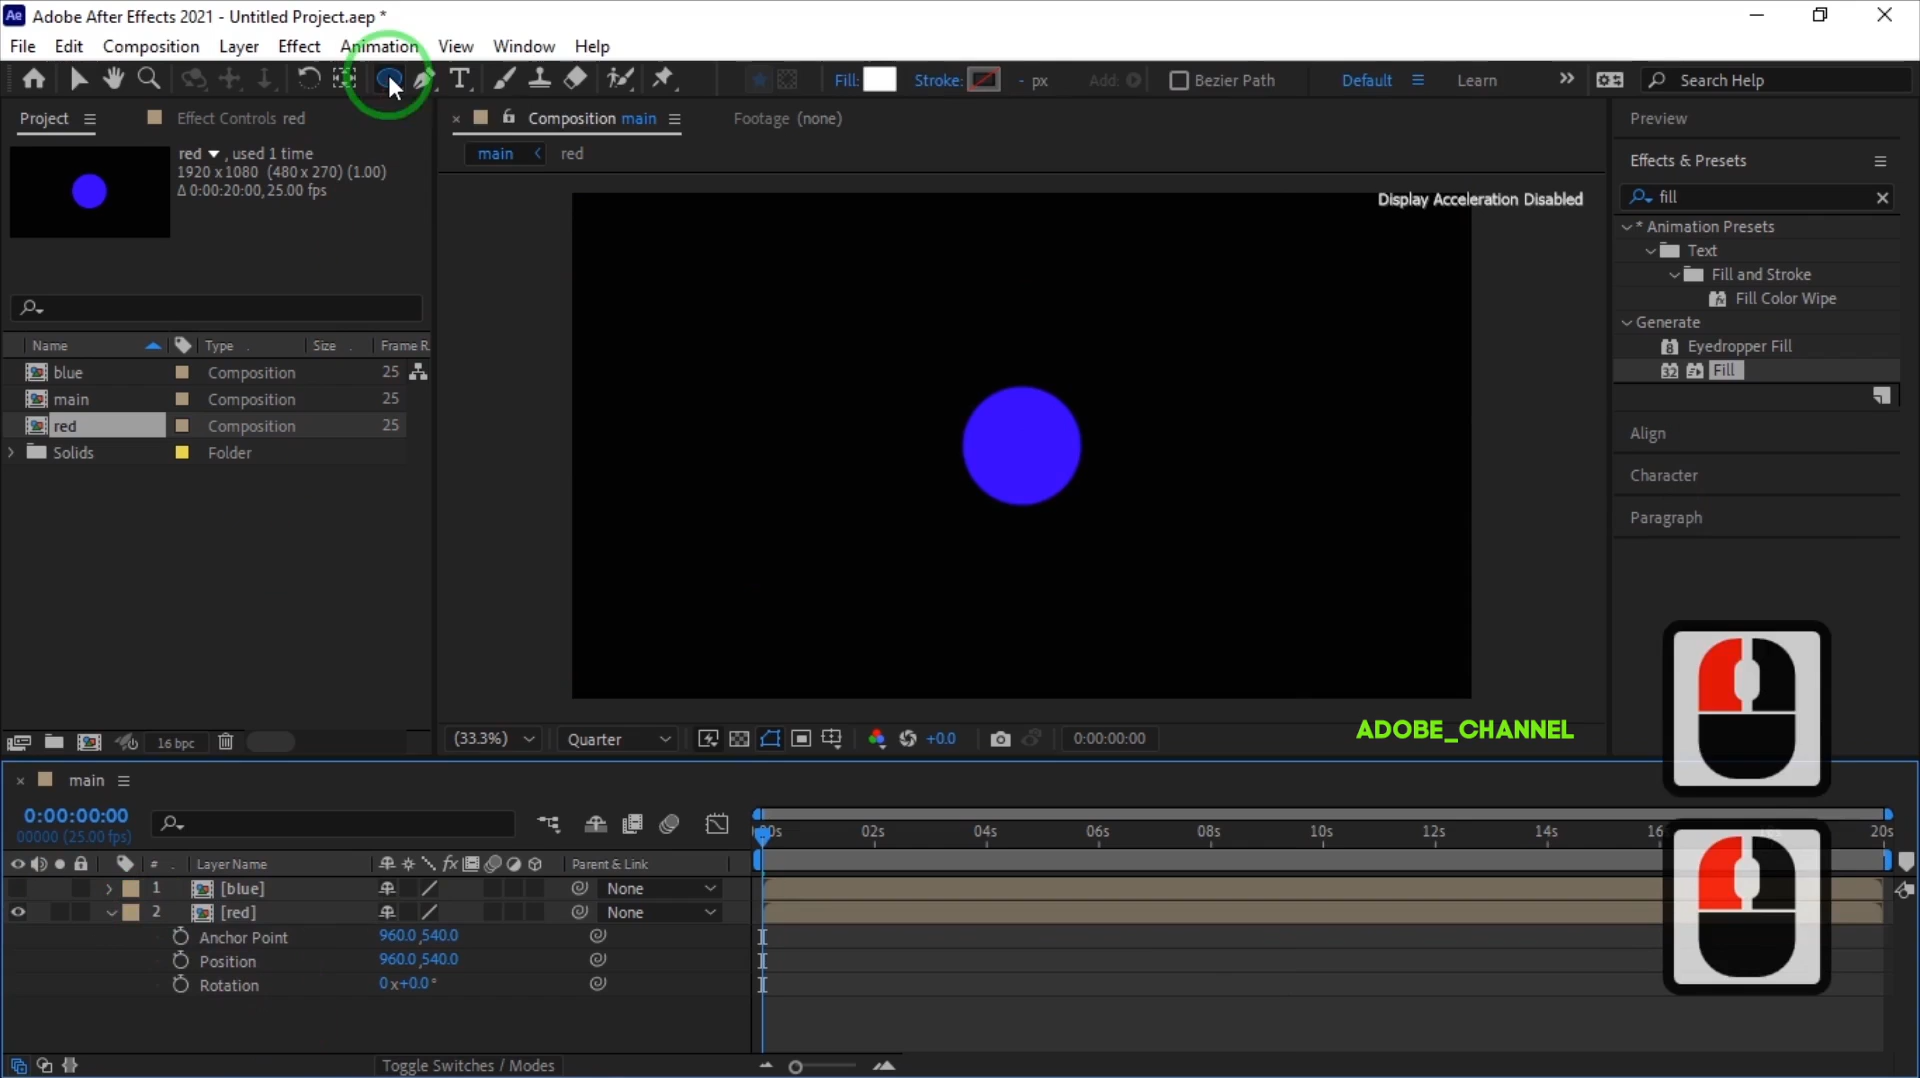 Ae Adobe After Effects 2021 - Untitled Project.aep *
File Edit Composition Layer Effect Animation View Window Help
T Fill: Stroke: - px Add: Bezier Path Default Learn Search Help
Project Effect Controls red
Composition main Footage (none)
main red
red , used 1 time
1920 x 1080 (480 x 270) (1.00)
Δ 0:00:20:00, 25.00 fps
Display Acceleration Disabled
Name Type Size Frame R
blue Composition 25
main Composition 25
red Composition 25
Solids Folder
16 bpc
(33.3%) Quarter +0.0 0:00:00:00
ADOBE_CHANNEL
Preview
Effects & Presets
fill
* Animation Presets
Text
Fill and Stroke
Fill Color Wipe
Generate
8 Eyedropper Fill
32 Fill
Align
Character
Paragraph
main
0:00:00:00
00000 (25.00 fps)
# Layer Name fx Parent & Link
02s 04s 06s 08s 10s 12s 14s 16 20s
1 [blue] None
2 [red] None
Anchor Point 960.0,540.0
Position 960.0,540.0
Rotation 0x+0.0°
Toggle Switches / Modes